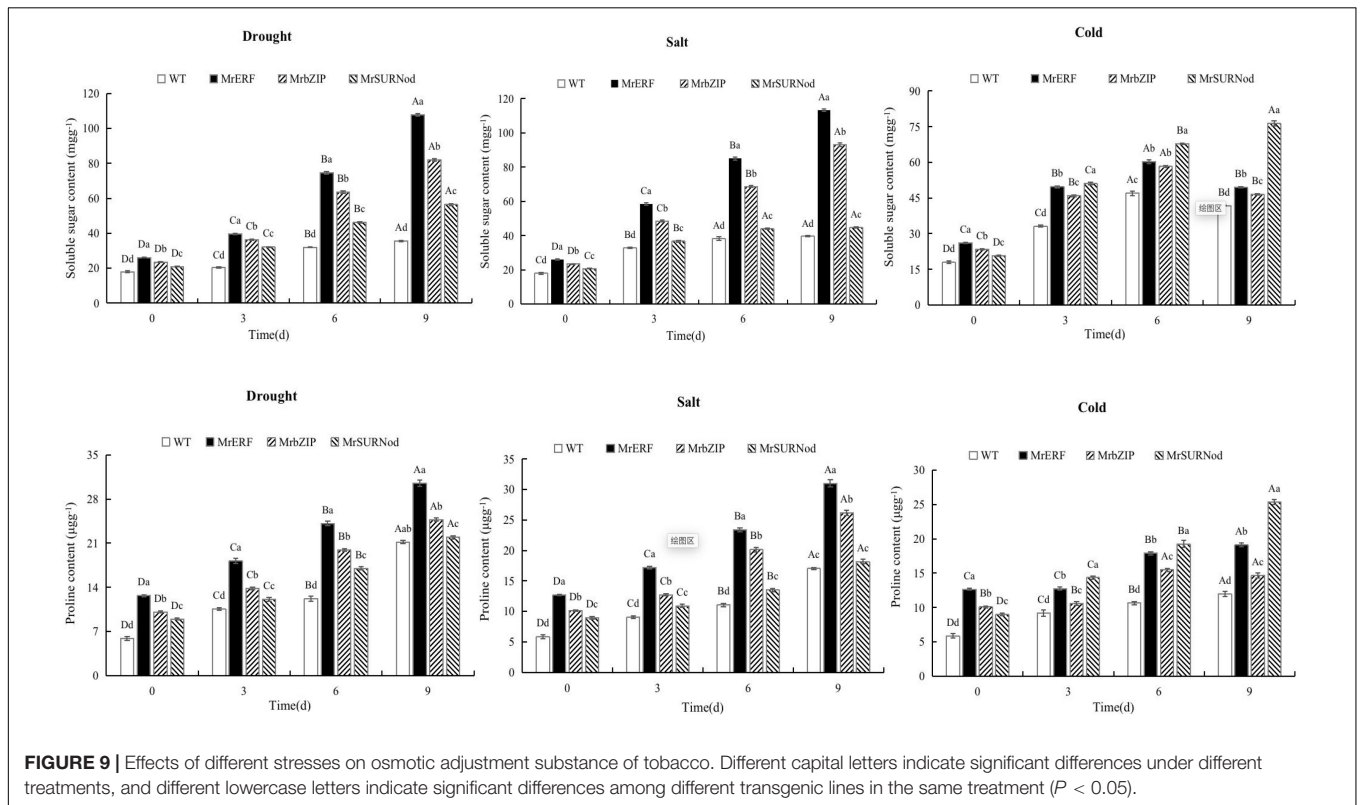 Drought
WT MrERF MrbZIP MrSURNod
Soluble sugar content (mgg⁻¹)
120
100
80
60
40
20
0
Dd Da Db Dc
Cd Ca Cb Cc
Bd Ba Bb Bc
Ad Aa Ab Ac
0 3 6 9
Time(d)
Salt
WT MrERF MrbZIP MrSURNod
Soluble sugar content (mgg⁻¹)
120
100
80
60
40
20
0
Cd Da Db Cc
Bd Ca Cb Bc
Ad Ba Bb Ac
Ad Aa Ab Ac
0 3 6 9
Time(d)
Cold
WT MrERF MrbZIP MrSURNod
Soluble sugar content (mgg⁻¹)
90
75
60
45
30
15
0
Dd Ca Cb Dc
Cd Bb Bc Ca
Ac Ab Ab Ba
Bd Bb Bc Aa
绘图区
0 3 6 9
Time(d)
Drought
WT MrERF MrbZIP MrSURNod
Proline content (μgg⁻¹)
35
28
21
14
7
0
Dd Da Db Dc
Cd Ca Cb Cc
Bd Ba Bb Bc
Aab Aa Ab Ac
0 3 6 9
Time(d)
Salt
WT MrERF MrbZIP MrSURNod
Proline content (μgg⁻¹)
35
30
25
20
15
10
5
0
Dd Da Db Dc
Cd Ca Cb Cc
Bd Ba Bb Bc
Ac Aa Ab Ac
绘图区
0 3 6 9
Time(d)
Cold
WT MrERF MrbZIP MrSURNod
Proline content (μgg⁻¹)
30
25
20
15
10
5
0
Dd Ca Bb Dc
Cd Bb Bc Ca
Bd Ab Ac Ba
Ad Ab Ac Aa
0 3 6 9
Time(d)
FIGURE 9 | Effects of different stresses on osmotic adjustment substance of tobacco. Different capital letters indicate significant differences under different
treatments, and different lowercase letters indicate significant differences among different transgenic lines in the same treatment (P < 0.05).